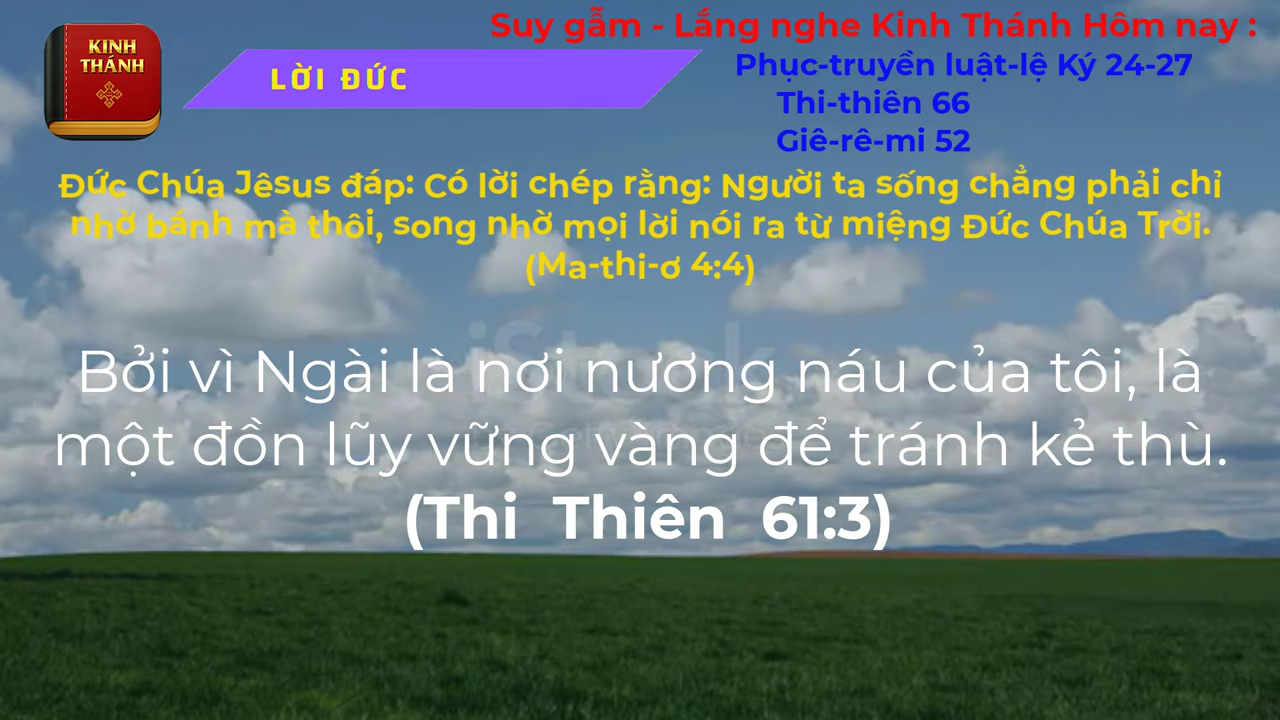 KINH
THÁNH
LỜI ĐỨC
Suy gẫm - Lắng nghe Kinh Thánh Hôm nay :
Phục-truyền luật-lệ Ký 24-27
Thi-thiên 66
Giê-rê-mi 52
Đức Chúa Jêsus đáp: Có lời chép rằng: Người ta sống chẳng phải chỉ
nhờ bánh mà thôi, song nhờ mọi lời nói ra từ miệng Đức Chúa Trời.
(Ma-thi-ơ 4:4)
iStock
Bởi vì Ngài là nơi nương náu của tôi, là
một đồn lũy vững vàng để tránh kẻ thù.
(Thi Thiên 61:3)